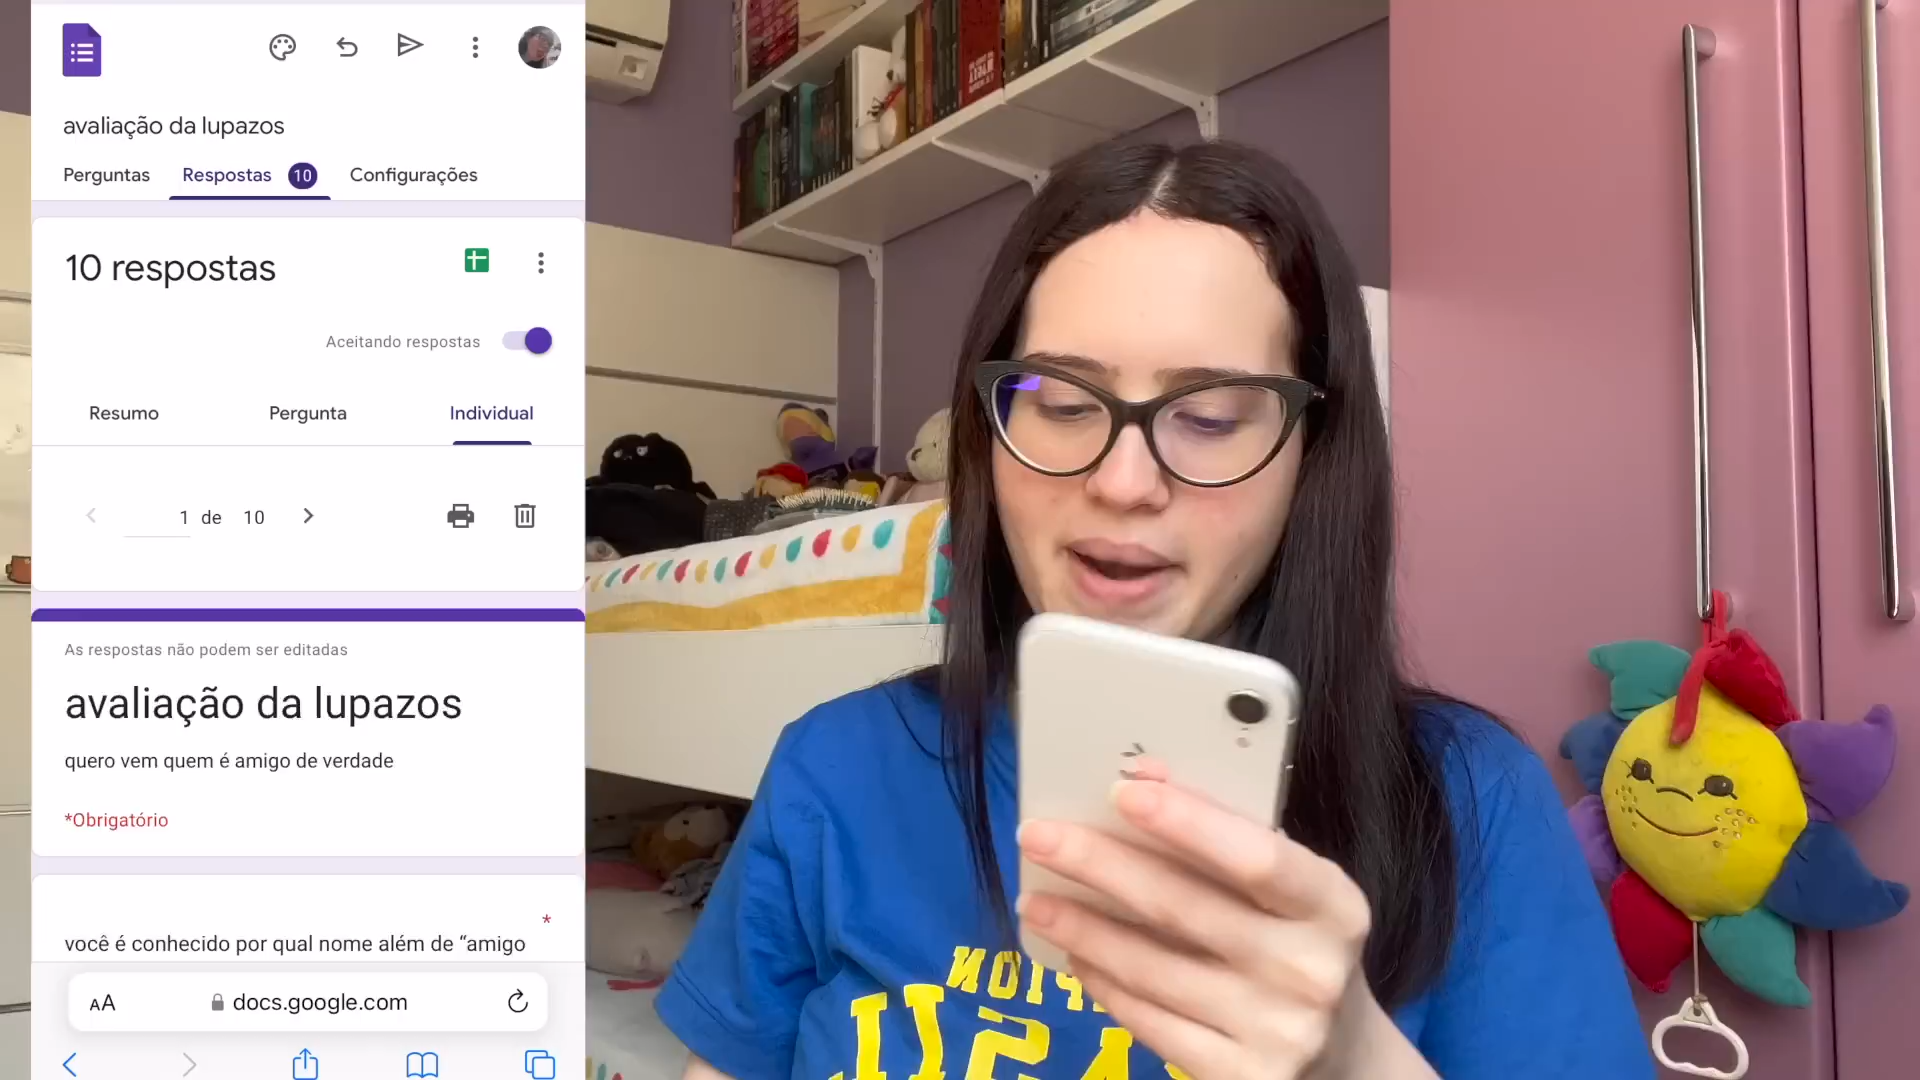 avaliação da lupazos
Perguntas Respostas 10 Configurações
10 respostas
Aceitando respostas
Resumo Pergunta Individual
1 de 10
As respostas não podem ser editadas
avaliação da lupazos
quero vem quem é amigo de verdade
*Obrigatório
*
você é conhecido por qual nome além de “amigo
AA docs.google.com